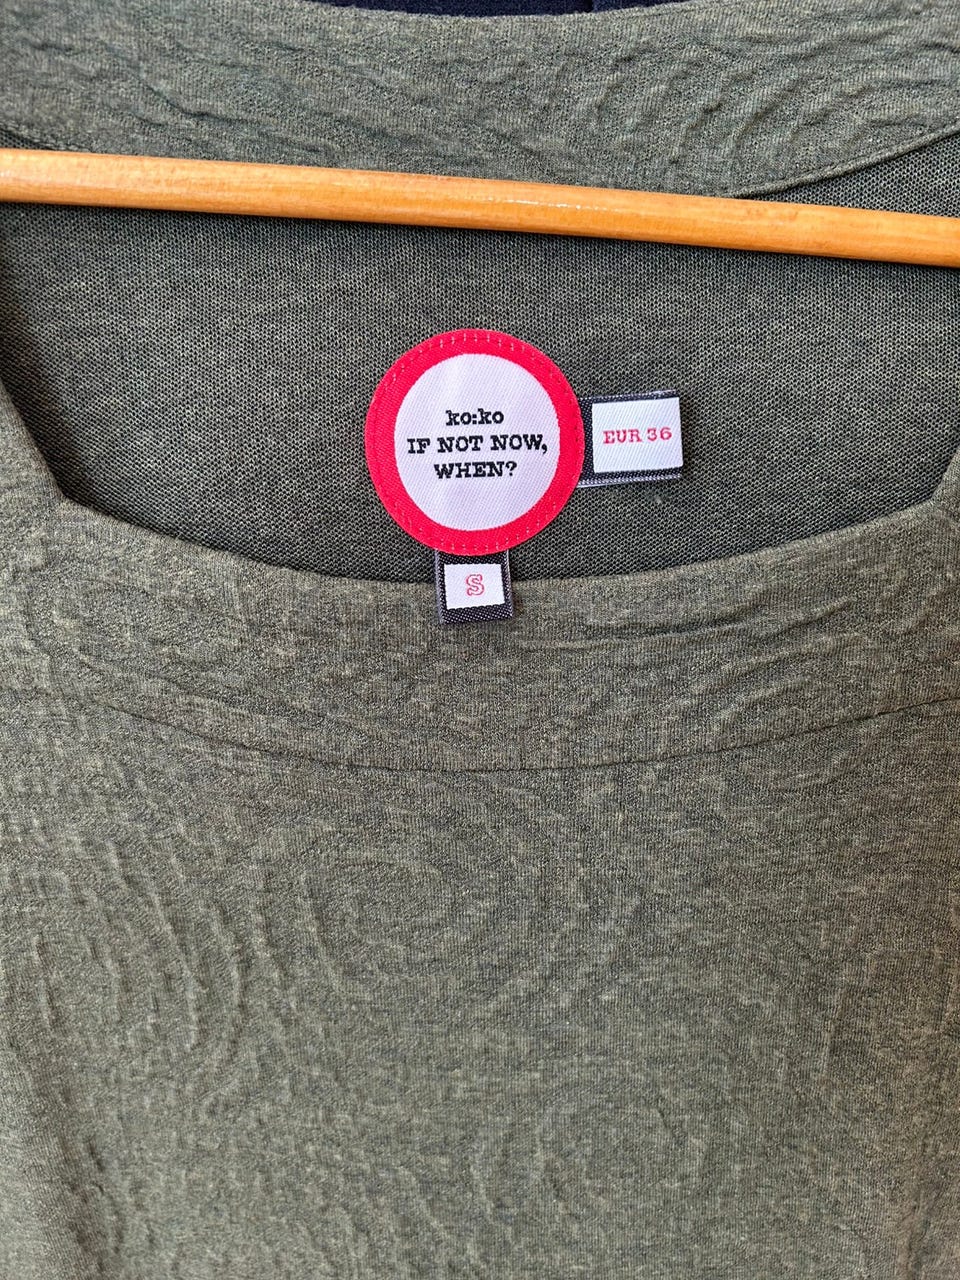 ko:ko
IF NOT NOW,
WHEN?
EUR 36
S